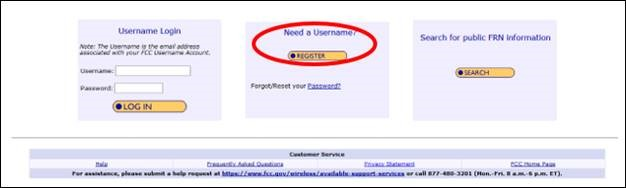 Username Login
Note: The Username is the email address
associated with your FCC Username Account.
Username:
Password:
LOG IN
Need a Username?
REGISTER
Forgot/Reset your Password?
Search for public FRN information
SEARCH
Customer Service
Help Frequently Asked Questions Privacy Statement FCC Home Page
For assistance, please submit a help request at https://www.fcc.gov/wireless/available-support-services or call 877-480-3201 (Mon.-Fri. 8 a.m.-6 p.m. ET).